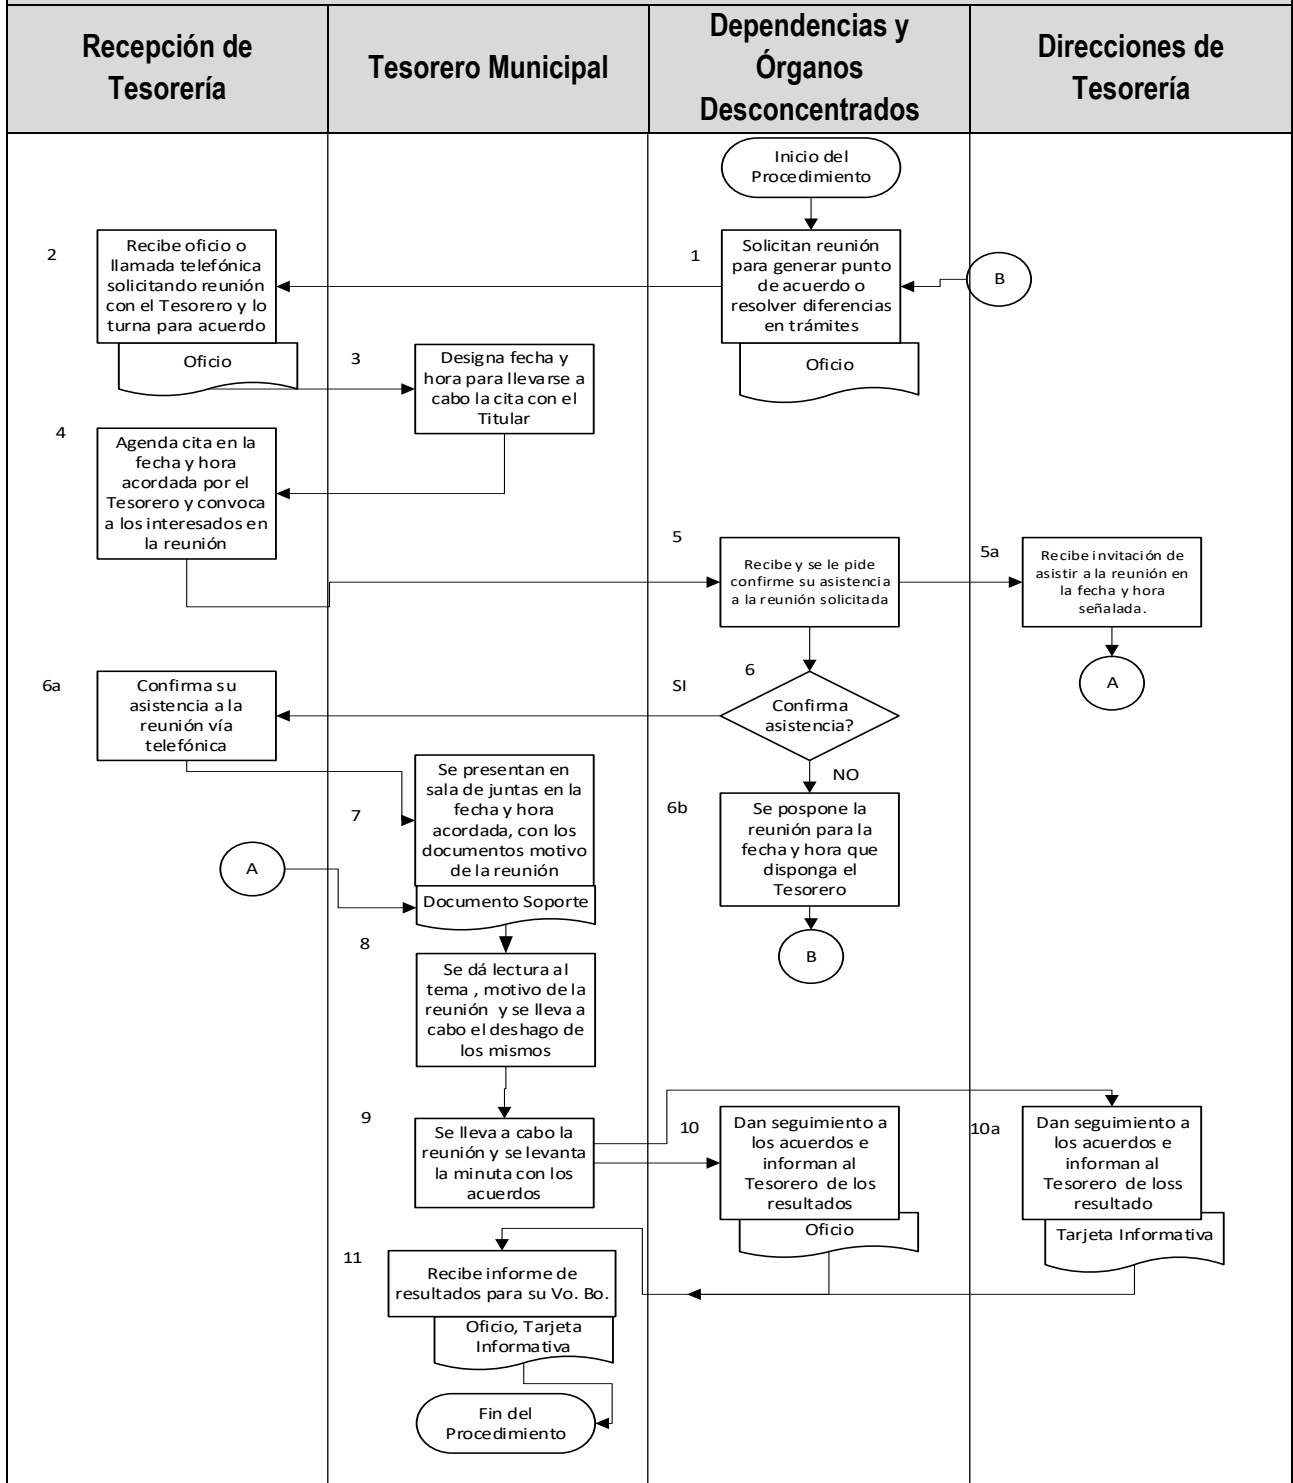 Recepción de
Tesorería
Tesorero Municipal
Dependencias y
Órganos
Desconcentrados
Direcciones de
Tesorería
Inicio del
Procedimiento
1
Solicitan reunión
para generar punto
de acuerdo o
resolver diferencias
en trámites
Oficio
B
2
Recibe oficio o
llamada telefónica
solicitando reunión
con el Tesorero y lo
turna para acuerdo
Oficio
3
Designa fecha y
hora para llevarse a
cabo la cita con el
Titular
4
Agenda cita en la
fecha y hora
acordada por el
Tesorero y convoca
a los interesados en
la reunión
5
Recibe y se le pide
confirme su asistencia
a la reunión solicitada
5a
Recibe invitación de
asistir a la reunión en
la fecha y hora
señalada.
A
6
Confirma
asistencia?
SI
NO
6a
Confirma su
asistencia a la
reunión vía
telefónica
6b
Se pospone la
reunión para la
fecha y hora que
disponga el
Tesorero
B
7
Se presentan en
sala de juntas en la
fecha y hora
acordada, con los
documentos motivo
de la reunión
Documento Soporte
A
8
Se dá lectura al
tema , motivo de la
reunión y se lleva a
cabo el deshago de
los mismos
9
Se lleva a cabo la
reunión y se levanta
la minuta con los
acuerdos
10
Dan seguimiento a
los acuerdos e
informan al
Tesorero de los
resultados
Oficio
10a
Dan seguimiento a
los acuerdos e
informan al
Tesorero de loss
resultado
Tarjeta Informativa
11
Recibe informe de
resultados para su Vo. Bo.
Oficio, Tarjeta
Informativa
Fin del
Procedimiento